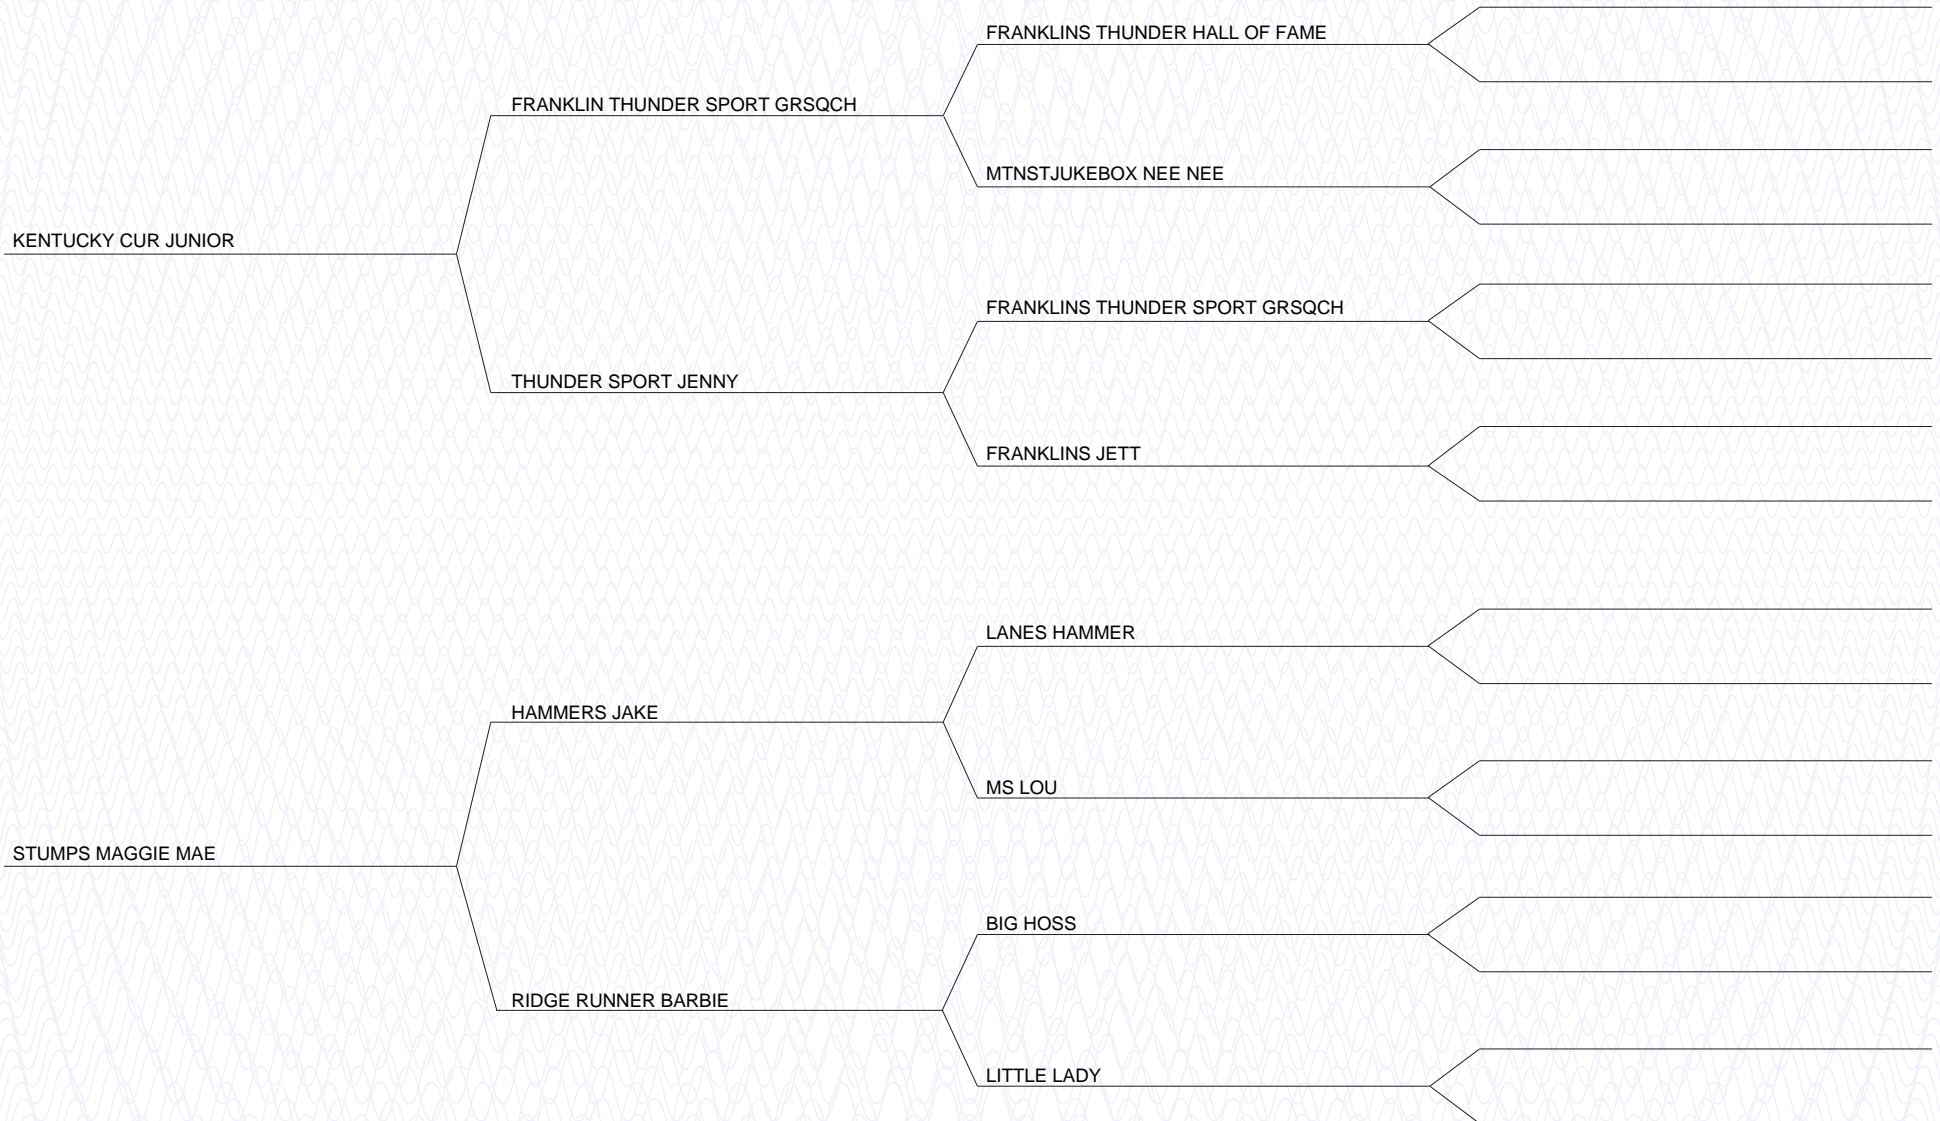 FRANKLINS THUNDER HALL OF FAME
FRANKLIN THUNDER SPORT GRSQCH
MTNSTJUKEBOX NEE NEE
KENTUCKY CUR JUNIOR
FRANKLINS THUNDER SPORT GRSQCH
THUNDER SPORT JENNY
FRANKLINS JETT
LANES HAMMER
HAMMERS JAKE
MS LOU
STUMPS MAGGIE MAE
BIG HOSS
RIDGE RUNNER BARBIE
LITTLE LADY